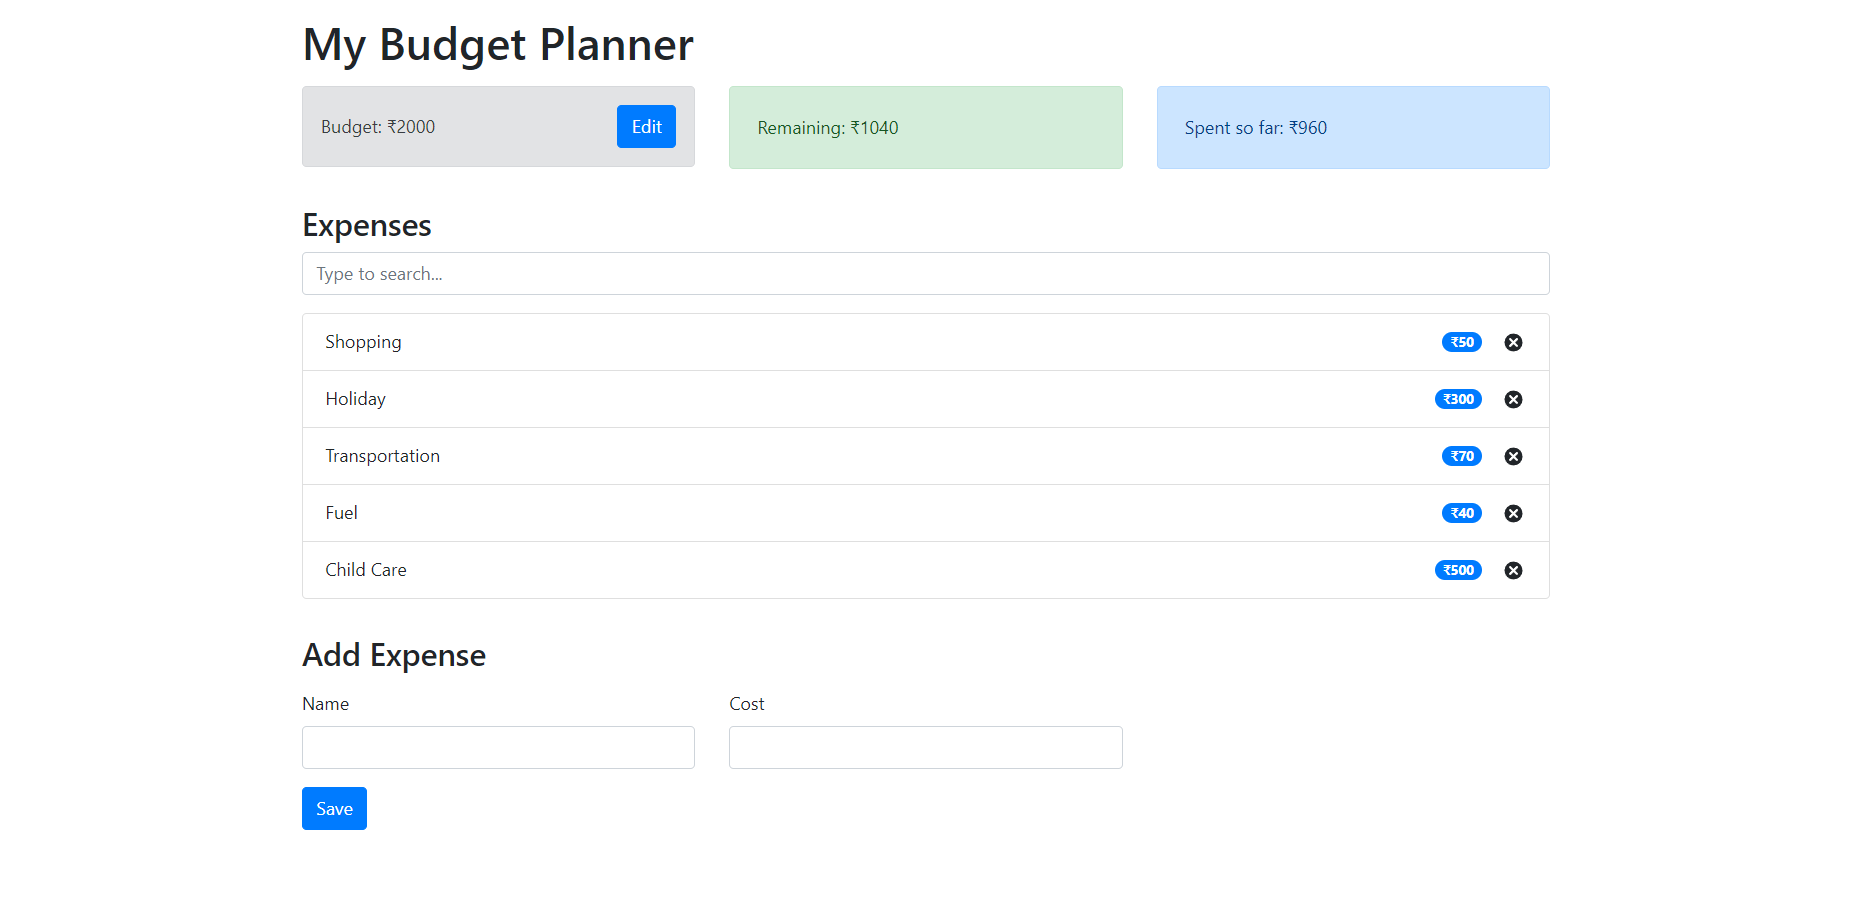 My Budget Planner
Budget: ₹2000
Edit
Remaining: ₹1040
Spent so far: ₹960
Expenses
Type to search...
Shopping ₹50
Holiday ₹300
Transportation ₹70
Fuel ₹40
Child Care ₹500
Add Expense
Name
Cost
Save